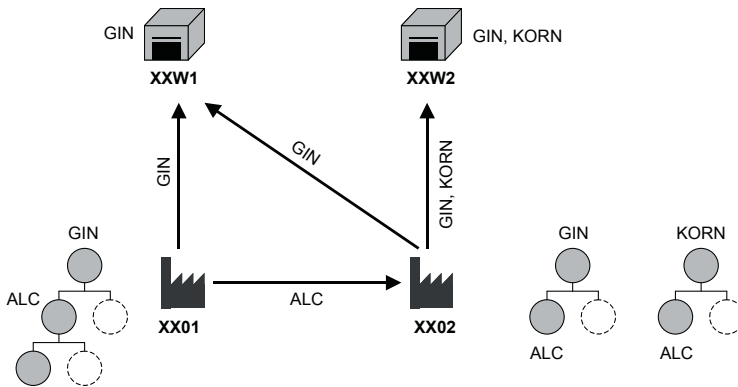 GIN
XXW1
GIN, KORN
XXW2
GIN
GIN
GIN, KORN
GIN
ALC
XX01
ALC
XX02
GIN
ALC
KORN
ALC